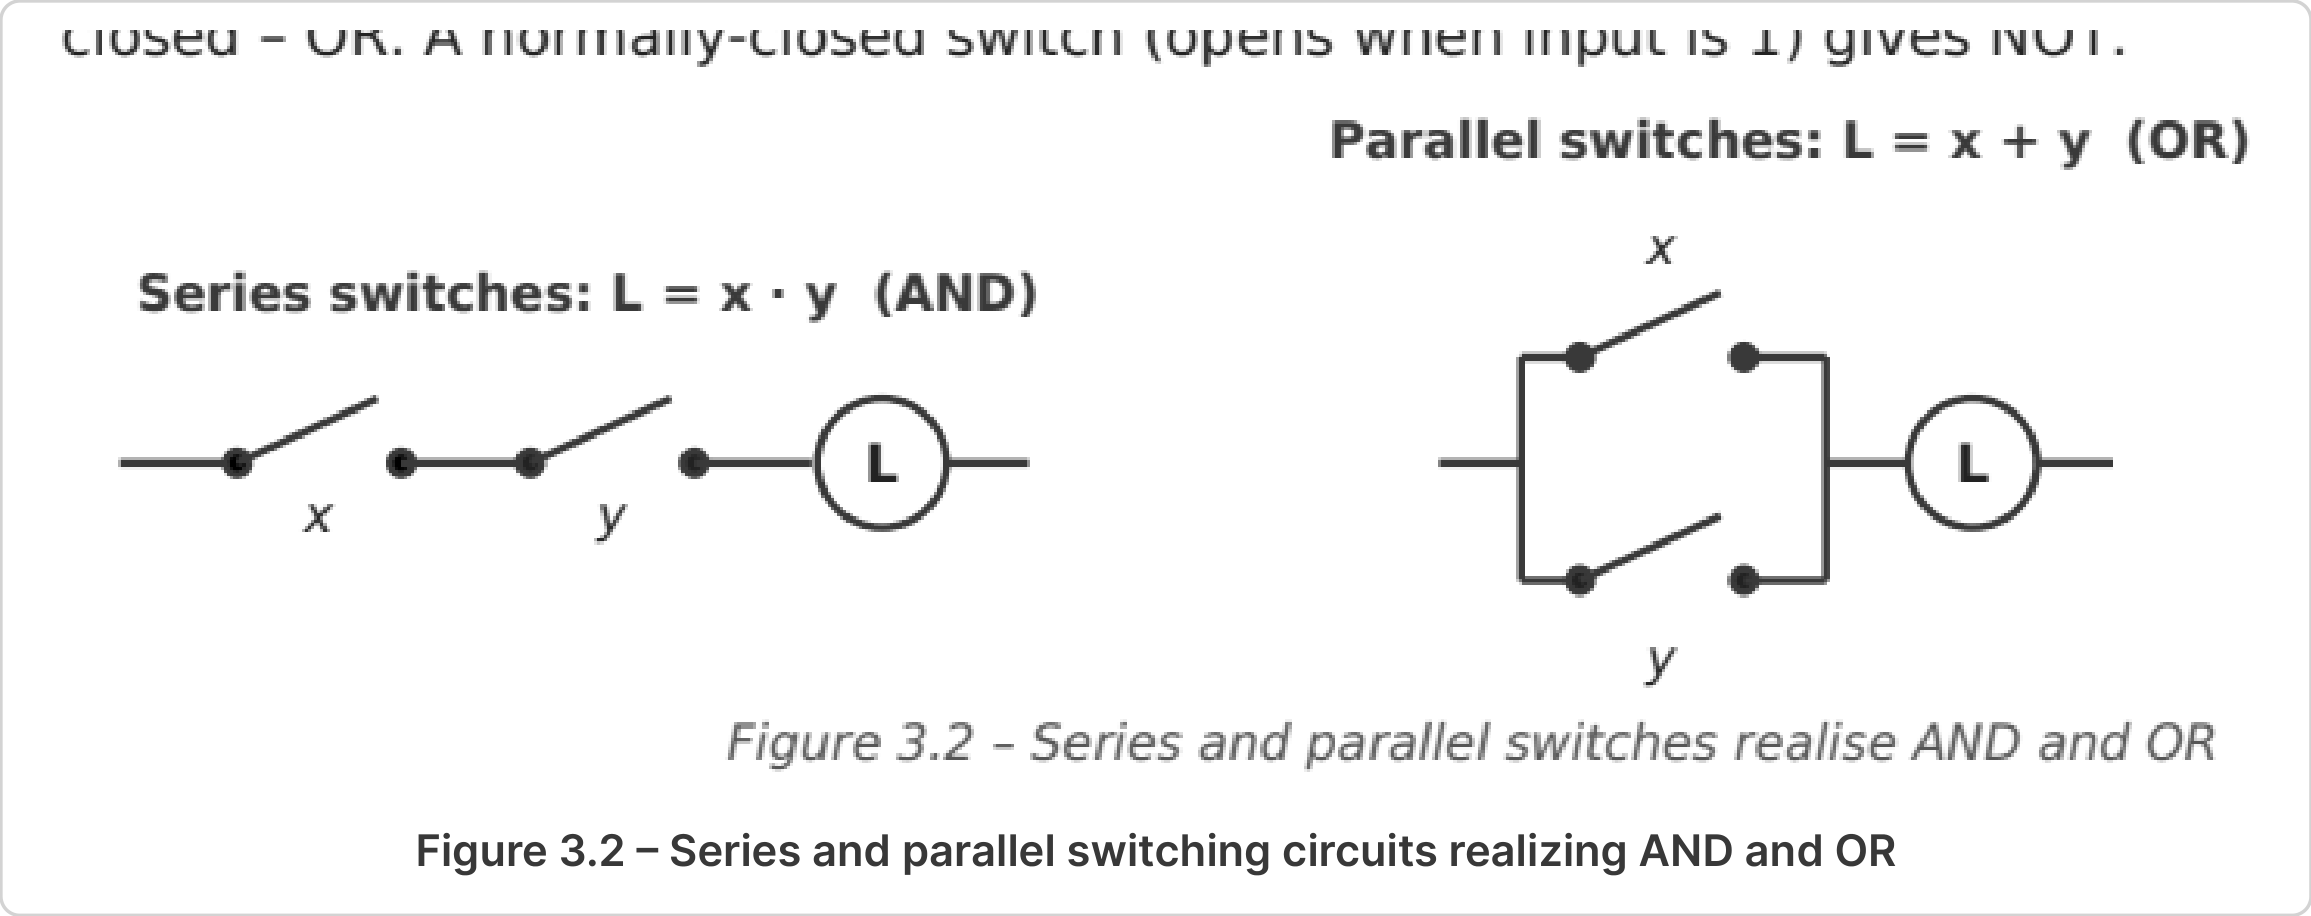 closed – OR. A normally-closed switch (opens when input is 1) gives NOT.
Parallel switches: L = x + y (OR)
Series switches: L = x · y (AND)
x
y
L
x
y
L
Figure 3.2 – Series and parallel switches realise AND and OR
Figure 3.2 – Series and parallel switching circuits realizing AND and OR